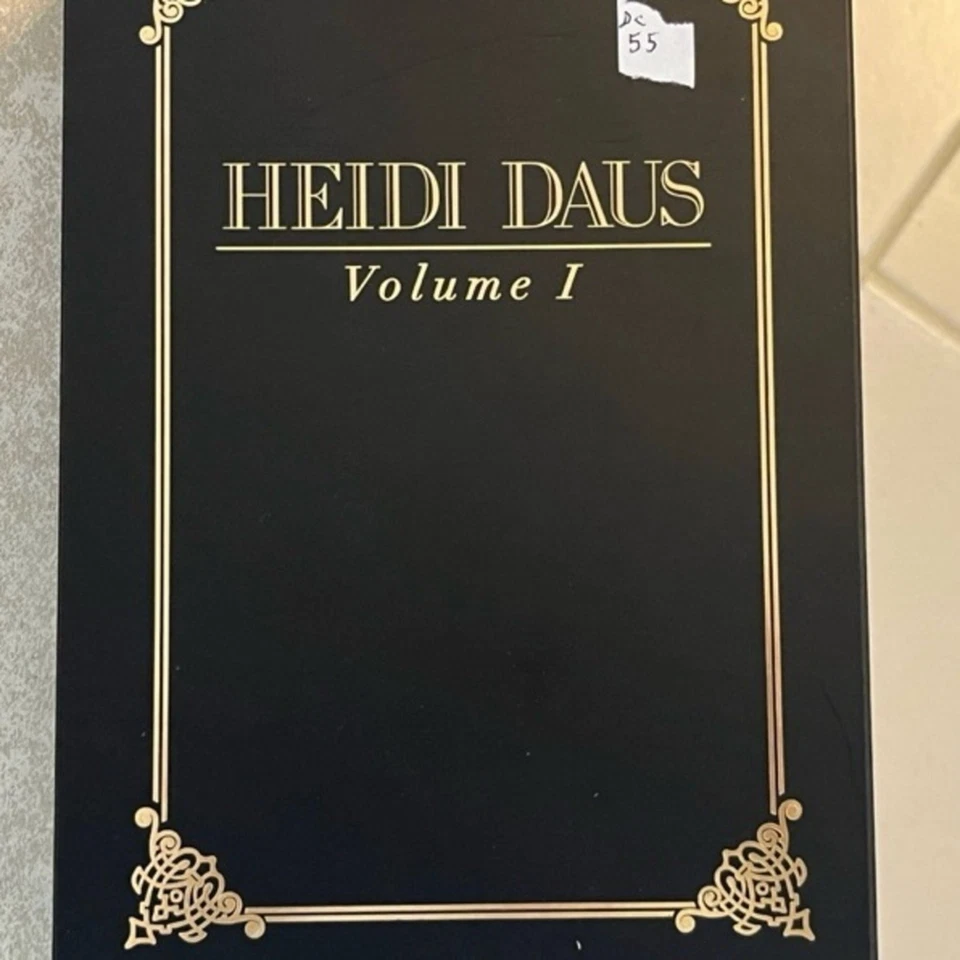 DC
55
HEIDI DAUS
Volume I